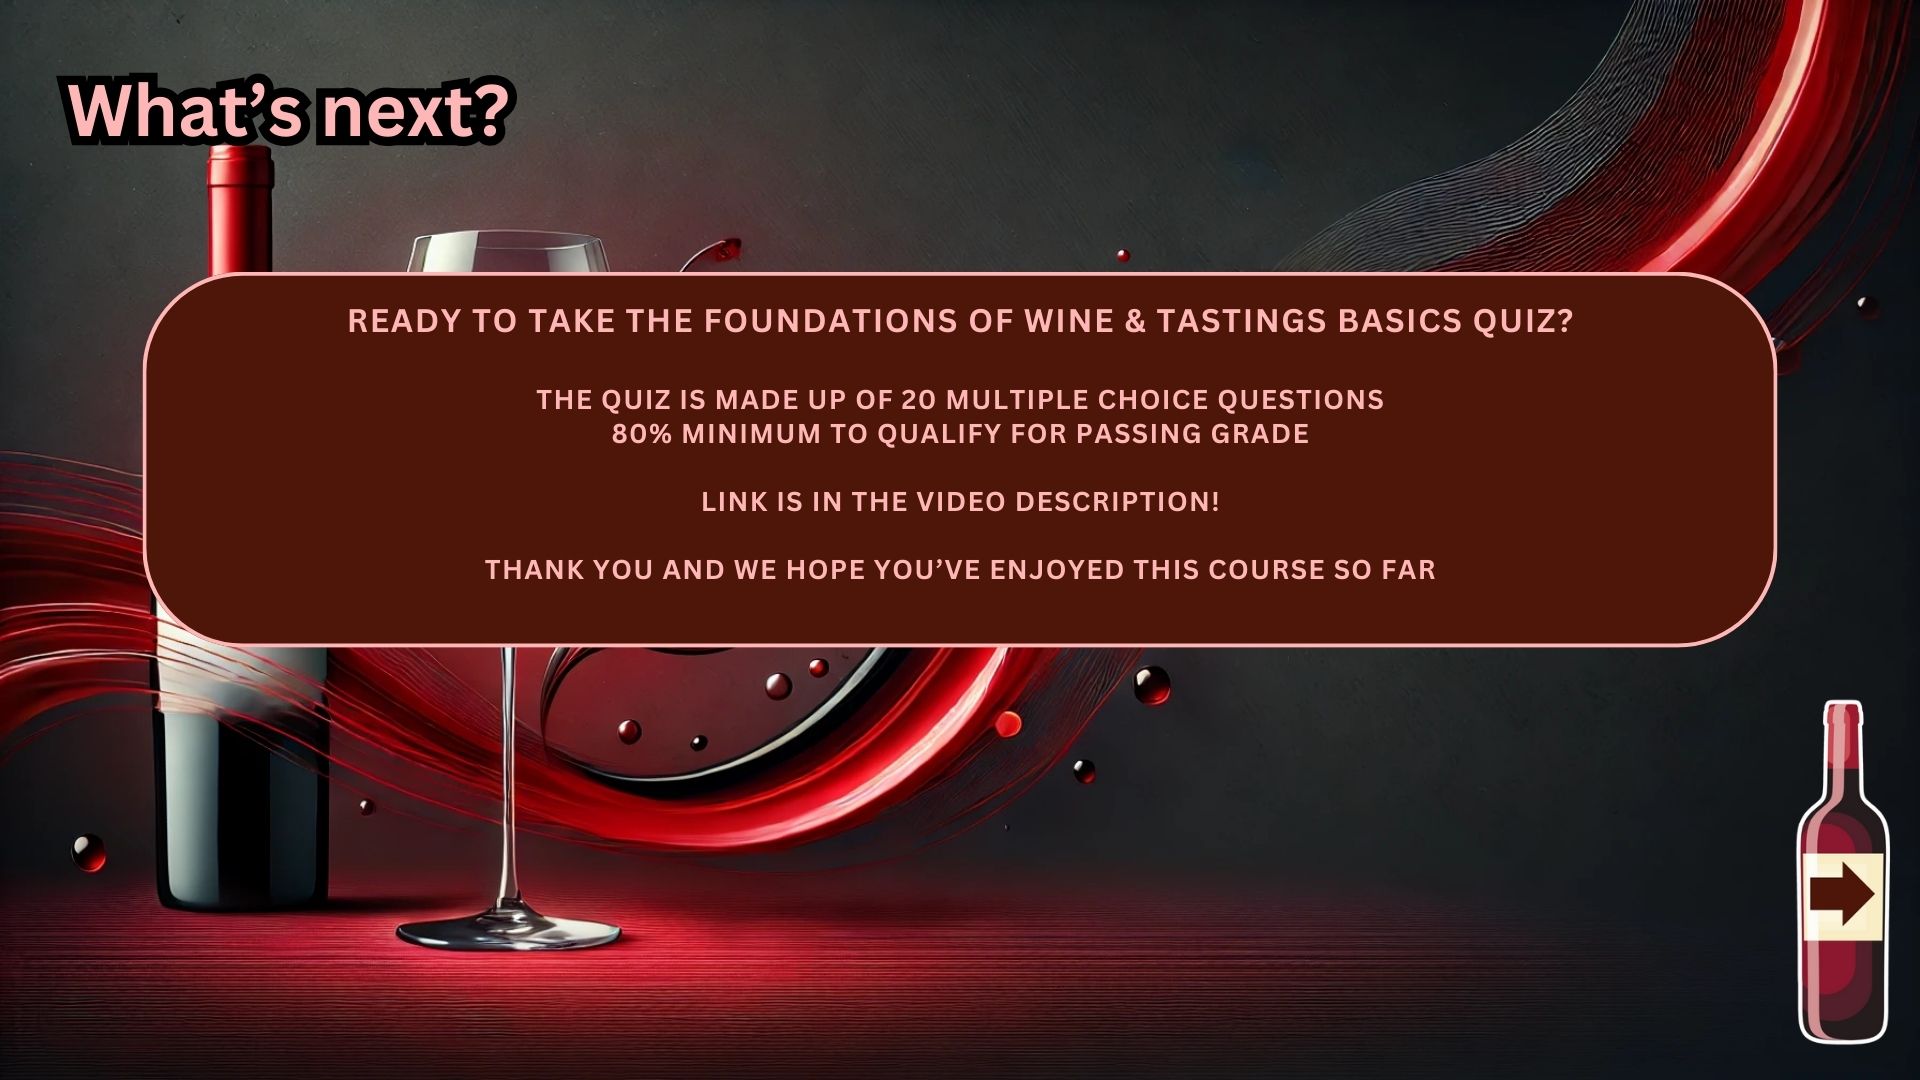 What’s next?
READY TO TAKE THE FOUNDATIONS OF WINE & TASTINGS BASICS QUIZ?
THE QUIZ IS MADE UP OF 20 MULTIPLE CHOICE QUESTIONS
80% MINIMUM TO QUALIFY FOR PASSING GRADE
LINK IS IN THE VIDEO DESCRIPTION!
THANK YOU AND WE HOPE YOU’VE ENJOYED THIS COURSE SO FAR